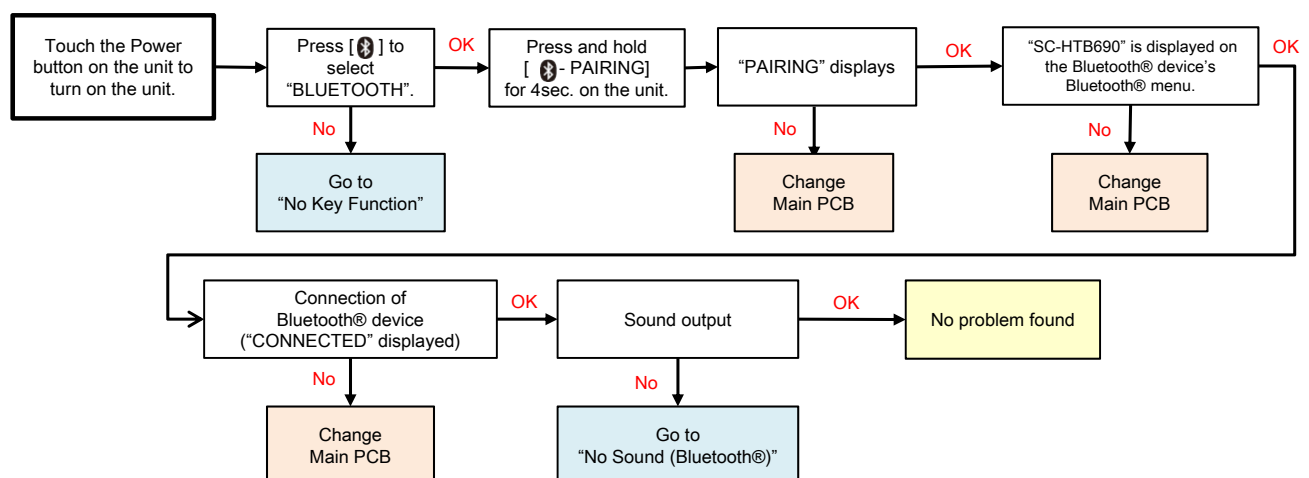 Touch the Power
button on the unit to
turn on the unit.
Press [ ] to
select
“BLUETOOTH”.
OK
No
Go to
“No Key Function”
Press and hold
[ - PAIRING]
for 4sec. on the unit.
“PAIRING” displays
OK
No
Change
Main PCB
“SC-HTB690” is displayed on
the Bluetooth® device’s
Bluetooth® menu.
OK
No
Change
Main PCB
Connection of
Bluetooth® device
(“CONNECTED” displayed)
OK
No
Change
Main PCB
Sound output
OK
No
Go to
“No Sound (Bluetooth®)”
No problem found